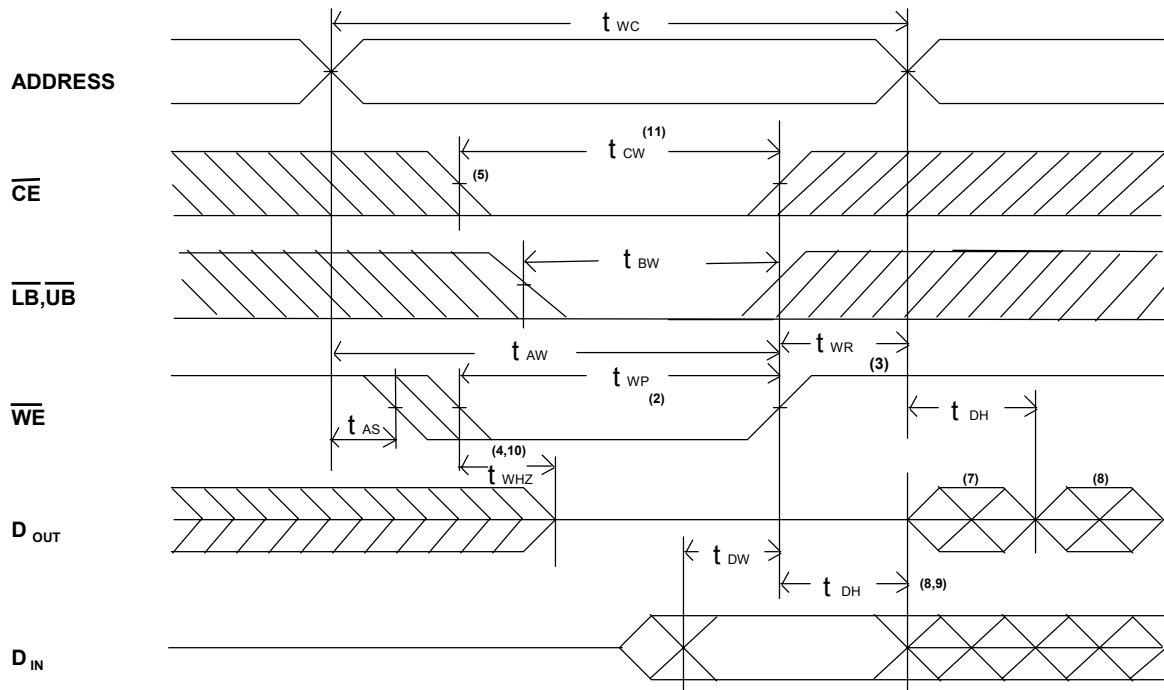 t WC
ADDRESS
t CW (11)
CE
(5)
t BW
LB,UB
t AW
t WR
(3)
t WP (2)
WE
t AS
t DH
(4,10)
t WHZ
(7)
(8)
D OUT
t DW
t DH
(8,9)
D IN